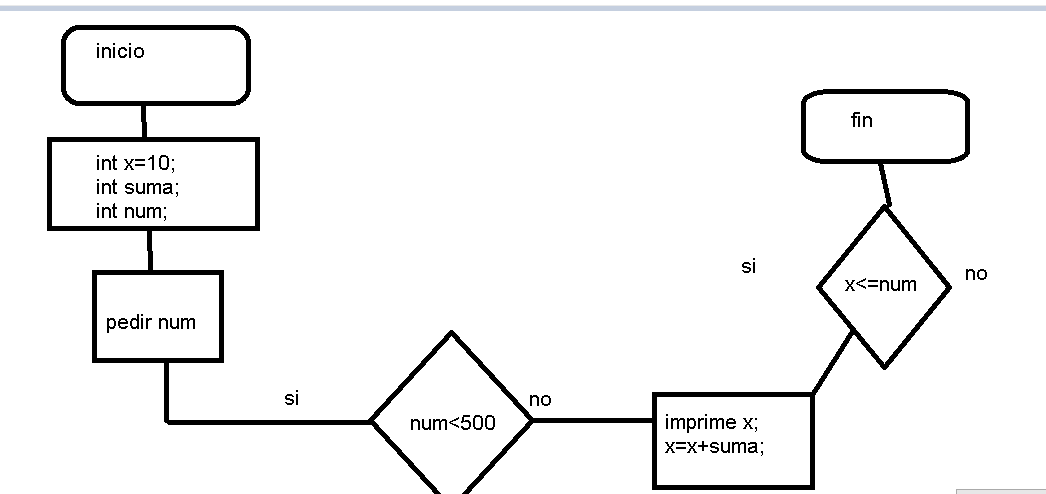 inicio
int x=10;
int suma;
int num;
pedir num
si
num<500
no
imprime x;
x=x+suma;
si
x<=num
no
fin